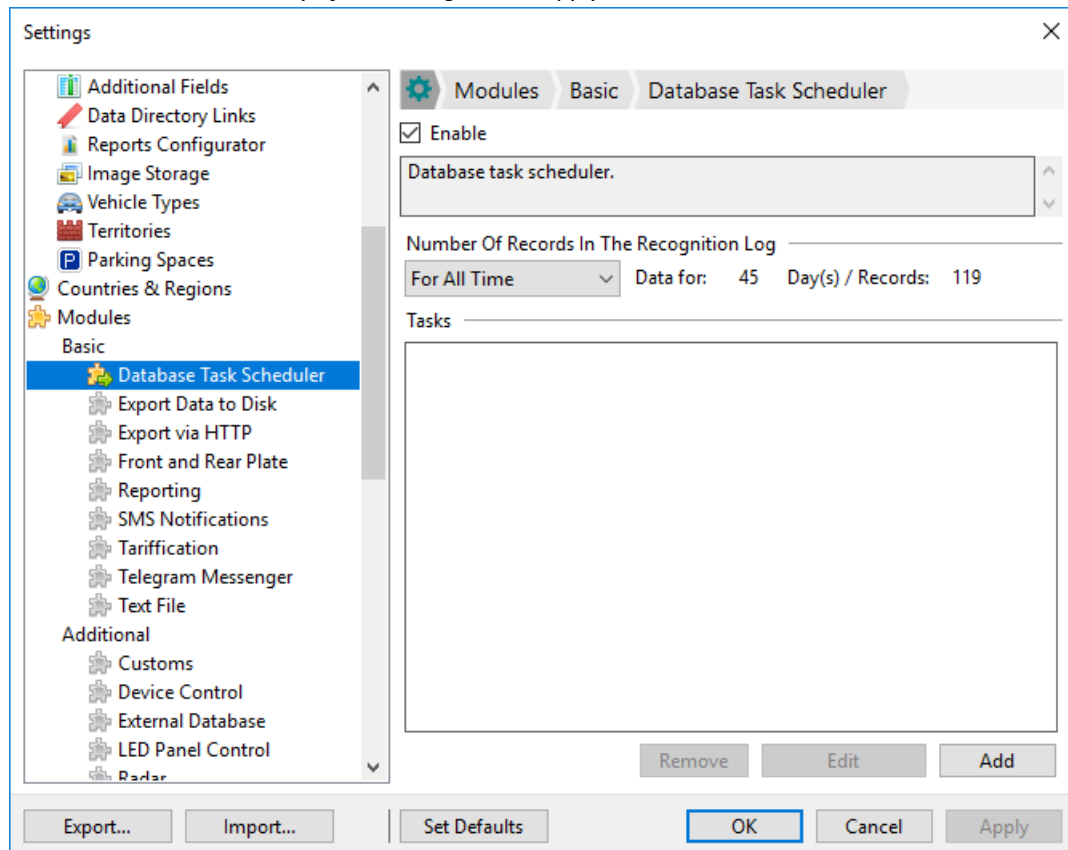 Settings
Additional Fields
Data Directory Links
Reports Configurator
Image Storage
Vehicle Types
Territories
P Parking Spaces
Countries & Regions
Modules
Basic
Database Task Scheduler
Export Data to Disk
Export via HTTP
Front and Rear Plate
Reporting
SMS Notifications
Tariffication
Telegram Messenger
Text File
Additional
Customs
Device Control
External Database
LED Panel Control
Radar
Modules Basic Database Task Scheduler
Enable
Database task scheduler.
Number Of Records In The Recognition Log
For All Time Data for: 45 Day(s) / Records: 119
Tasks
Remove Edit Add
Export... Import... Set Defaults OK Cancel Apply